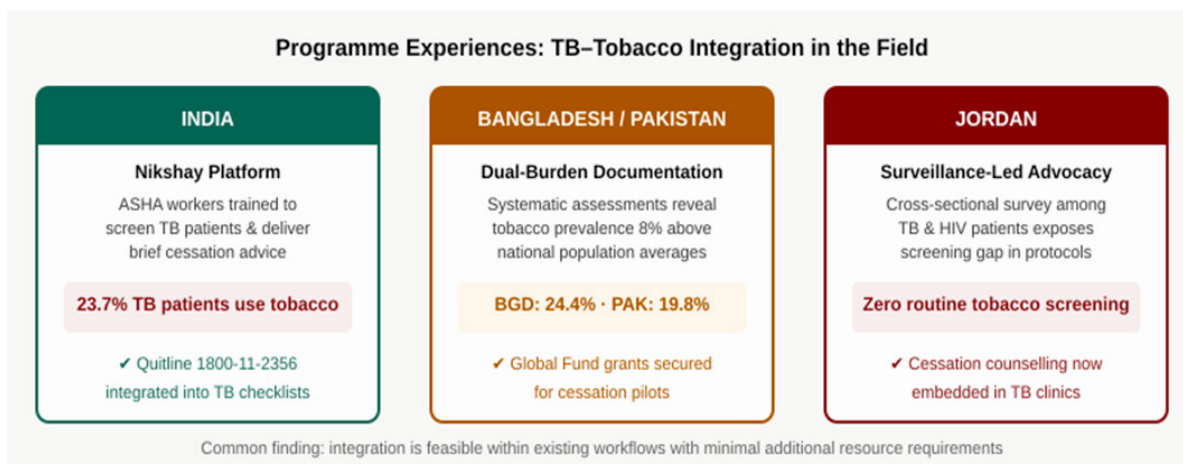 Programme Experiences: TB–Tobacco Integration in the Field
INDIA
Nikshay Platform
ASHA workers trained to
screen TB patients & deliver
brief cessation advice
23.7% TB patients use tobacco
✔ Quitline 1800-11-2356
integrated into TB checklists
BANGLADESH / PAKISTAN
Dual-Burden Documentation
Systematic assessments reveal
tobacco prevalence 8% above
national population averages
BGD: 24.4% · PAK: 19.8%
✔ Global Fund grants secured
for cessation pilots
JORDAN
Surveillance-Led Advocacy
Cross-sectional survey among
TB & HIV patients exposes
screening gap in protocols
Zero routine tobacco screening
✔ Cessation counselling now
embedded in TB clinics
Common finding: integration is feasible within existing workflows with minimal additional resource requirements